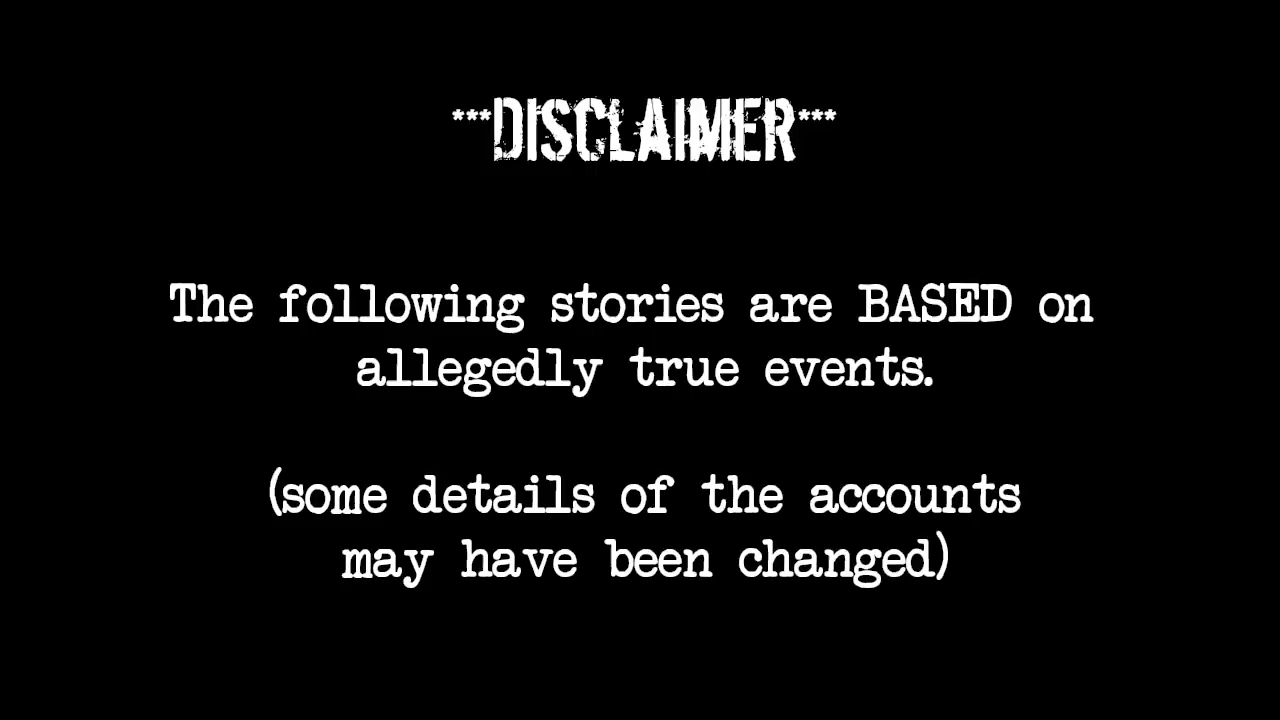 ***DISCLAIMER***
The following stories are BASED on
allegedly true events.
(some details of the accounts
may have been changed)